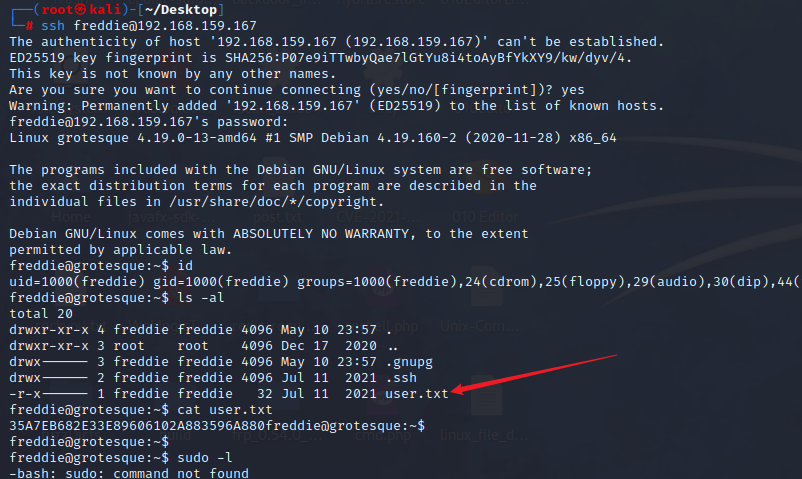 ┌──(root㉿kali)-[~/Desktop]
└─# ssh freddie@192.168.159.167
The authenticity of host '192.168.159.167 (192.168.159.167)' can't be established.
ED25519 key fingerprint is SHA256:P07e9iTTwbyQae7lGtYu8i4toAyBfYkXY9/kw/dyv/4.
This key is not known by any other names.
Are you sure you want to continue connecting (yes/no/[fingerprint])? yes
Warning: Permanently added '192.168.159.167' (ED25519) to the list of known hosts.
freddie@192.168.159.167's password:
Linux grotesque 4.19.0-13-amd64 #1 SMP Debian 4.19.160-2 (2020-11-28) x86_64

The programs included with the Debian GNU/Linux system are free software;
the exact distribution terms for each program are described in the
individual files in /usr/share/doc/*/copyright.

Debian GNU/Linux comes with ABSOLUTELY NO WARRANTY, to the extent
permitted by applicable law.
freddie@grotesque:~$ id
uid=1000(freddie) gid=1000(freddie) groups=1000(freddie),24(cdrom),25(floppy),29(audio),30(dip),44(
freddie@grotesque:~$ ls -al
total 20
drwxr-xr-x 4 freddie freddie 4096 May 10 23:57 .
drwxr-xr-x 3 root    root    4096 Dec 17  2020 ..
drwx------ 3 freddie freddie 4096 May 10 23:57 .gnupg
drwx------ 2 freddie freddie 4096 Jul 11  2021 .ssh
-r-x------ 1 freddie freddie   32 Jul 11  2021 user.txt
freddie@grotesque:~$ cat user.txt
35A7EB682E33E89606102A883596A880freddie@grotesque:~$
freddie@grotesque:~$
freddie@grotesque:~$ sudo -l
-bash: sudo: command not found